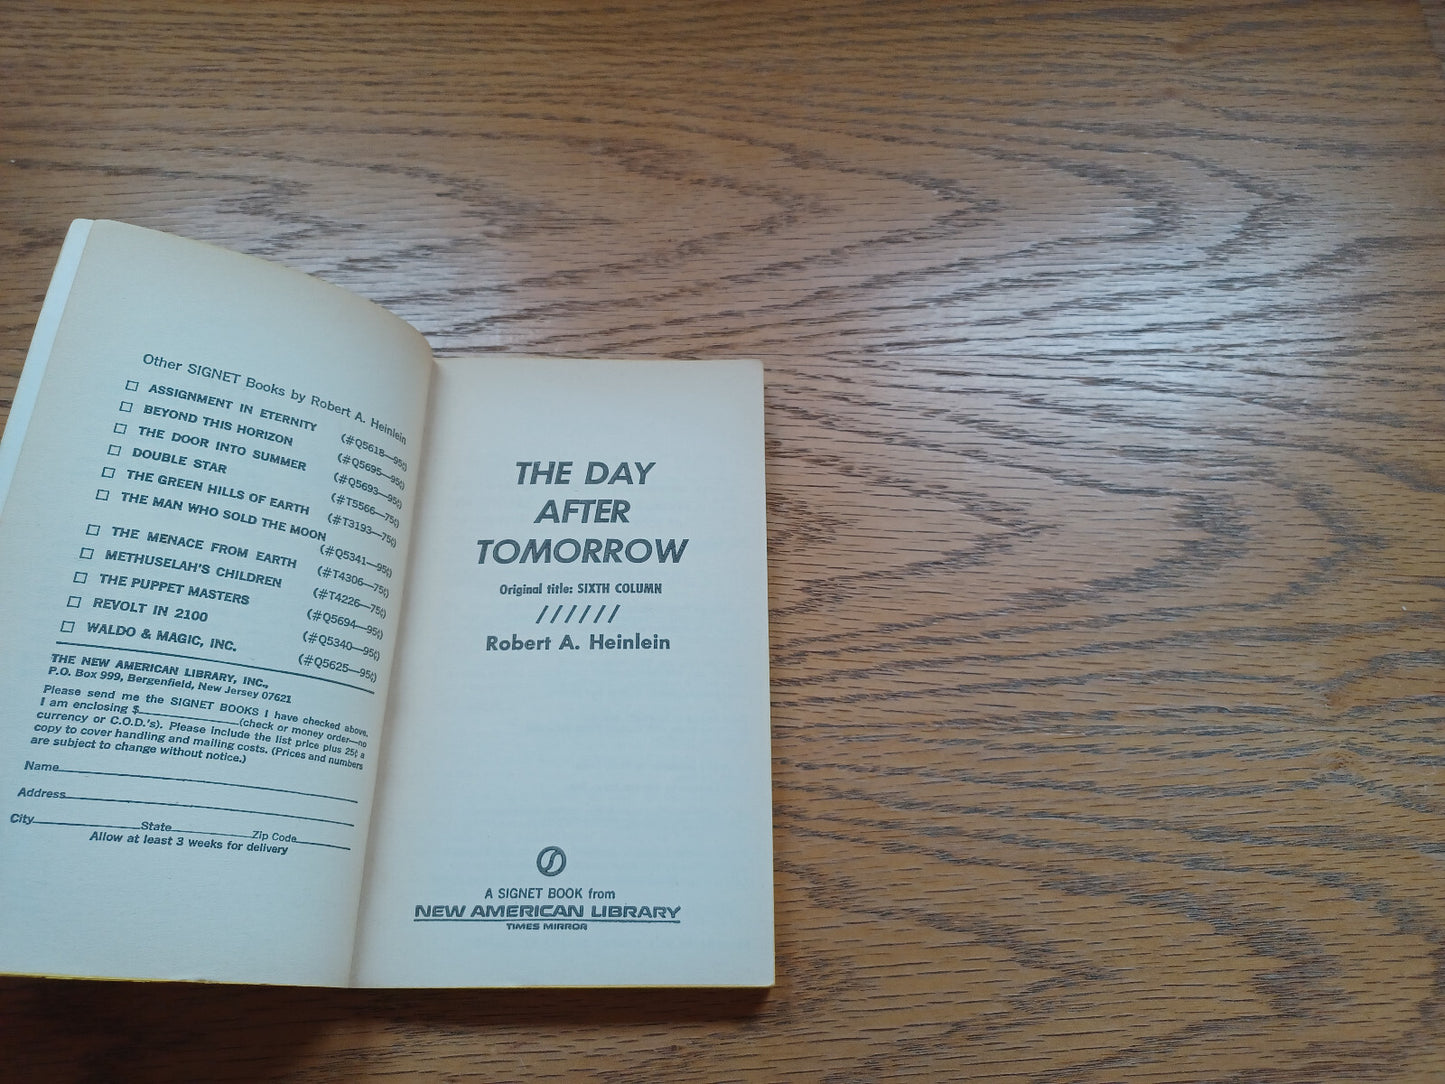 Other SIGNET Books by Robert A. Heinlein
☐ ASSIGNMENT IN ETERNITY (#Q5618—95¢)
☐ BEYOND THIS HORIZON (#Q5695—95¢)
☐ THE DOOR INTO SUMMER (#Q5693—95¢)
☐ DOUBLE STAR (#T5566—75¢)
☐ THE GREEN HILLS OF EARTH (#T3193—75¢)
☐ THE MAN WHO SOLD THE MOON
(#Q5341—95¢)
☐ THE MENACE FROM EARTH (#T4306—75¢)
☐ METHUSELAH'S CHILDREN (#T4226—75¢)
☐ THE PUPPET MASTERS (#Q5694—95¢)
☐ REVOLT IN 2100 (#Q5340—95¢)
☐ WALDO & MAGIC, INC. (#Q5625—95¢)
THE NEW AMERICAN LIBRARY, INC.,
P.O. Box 999, Bergenfield, New Jersey 07621
Please send me the SIGNET BOOKS I have checked above.
I am enclosing $__________(check or money order—no
currency or C.O.D.'s). Please include the list price plus 25¢ a
copy to cover handling and mailing costs. (Prices and numbers
are subject to change without notice.)
Name
Address
City State Zip Code
Allow at least 3 weeks for delivery
THE DAY
AFTER
TOMORROW
Original title: SIXTH COLUMN
//////
Robert A. Heinlein
A SIGNET BOOK from
NEW AMERICAN LIBRARY
TIMES MIRROR